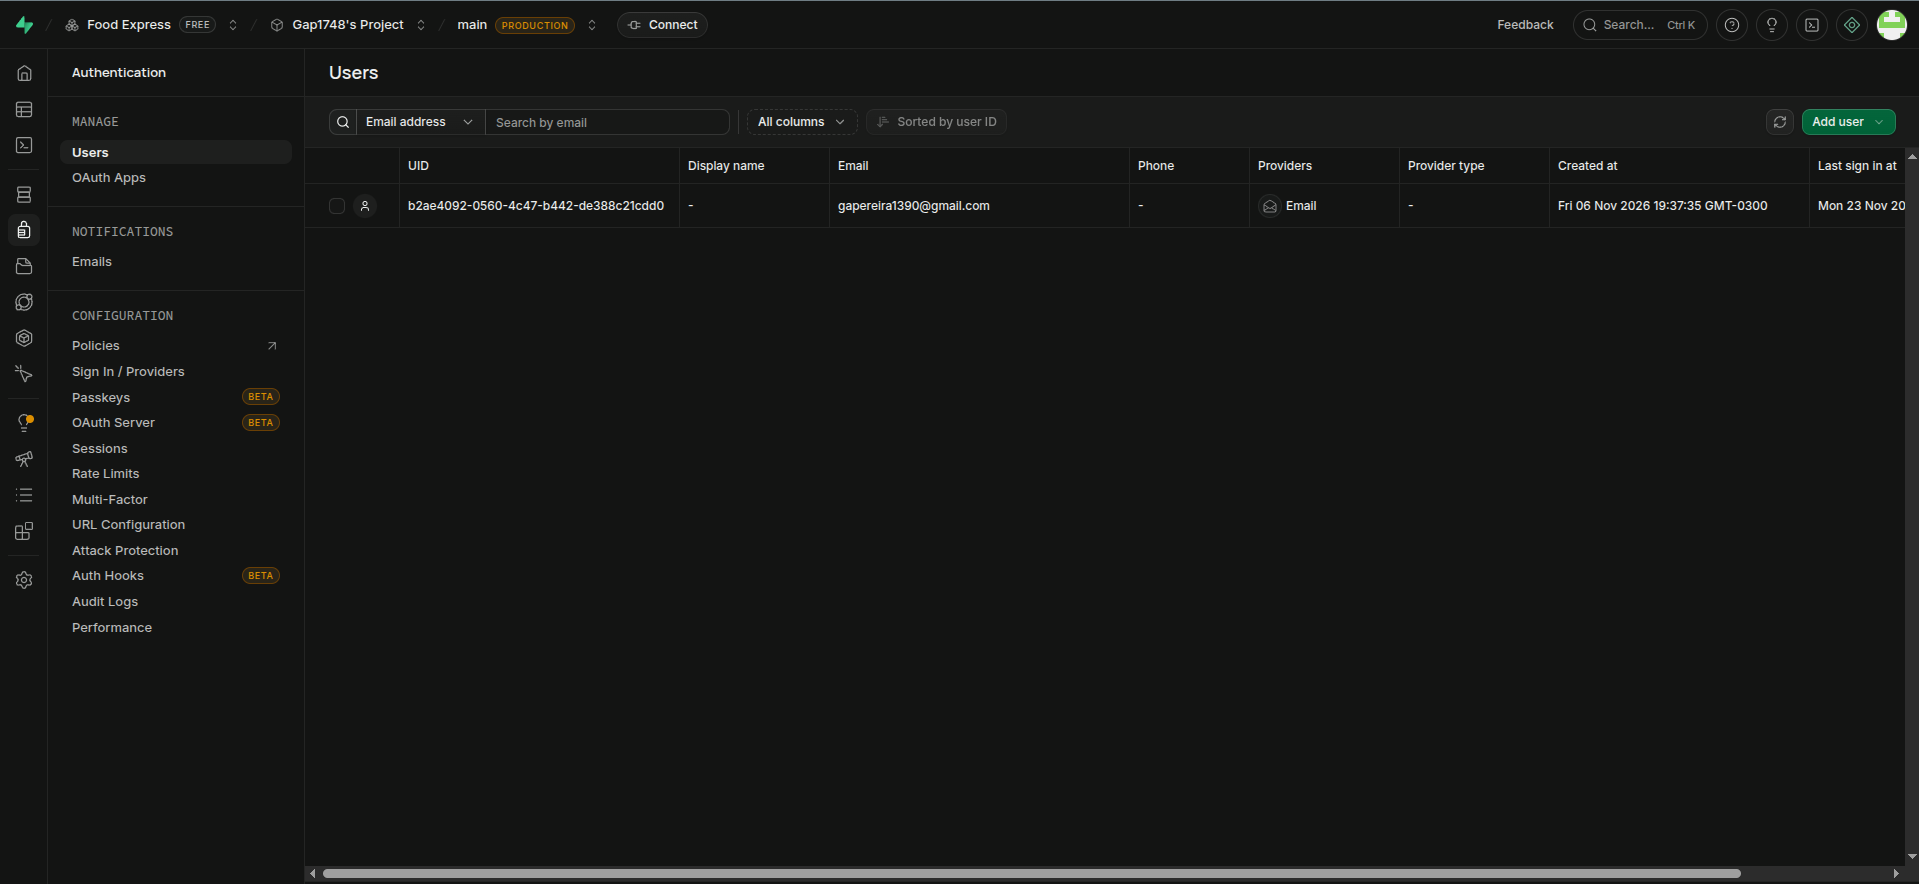 Food Express FREE Gap1748's Project main PRODUCTION Connect Feedback Search... Ctrl K
Authentication
MANAGE
Users
OAuth Apps
NOTIFICATIONS
Emails
CONFIGURATION
Policies
Sign In / Providers
Passkeys BETA
OAuth Server BETA
Sessions
Rate Limits
Multi-Factor
URL Configuration
Attack Protection
Auth Hooks BETA
Audit Logs
Performance
Users
Email address Search by email All columns Sorted by user ID Add user
UID Display name Email Phone Providers Provider type Created at Last sign in at
b2ae4092-0560-4c47-b442-de388c21cdd0 - gapereira1390@gmail.com - Email - Fri 06 Nov 2026 19:37:35 GMT-0300 Mon 23 Nov 20